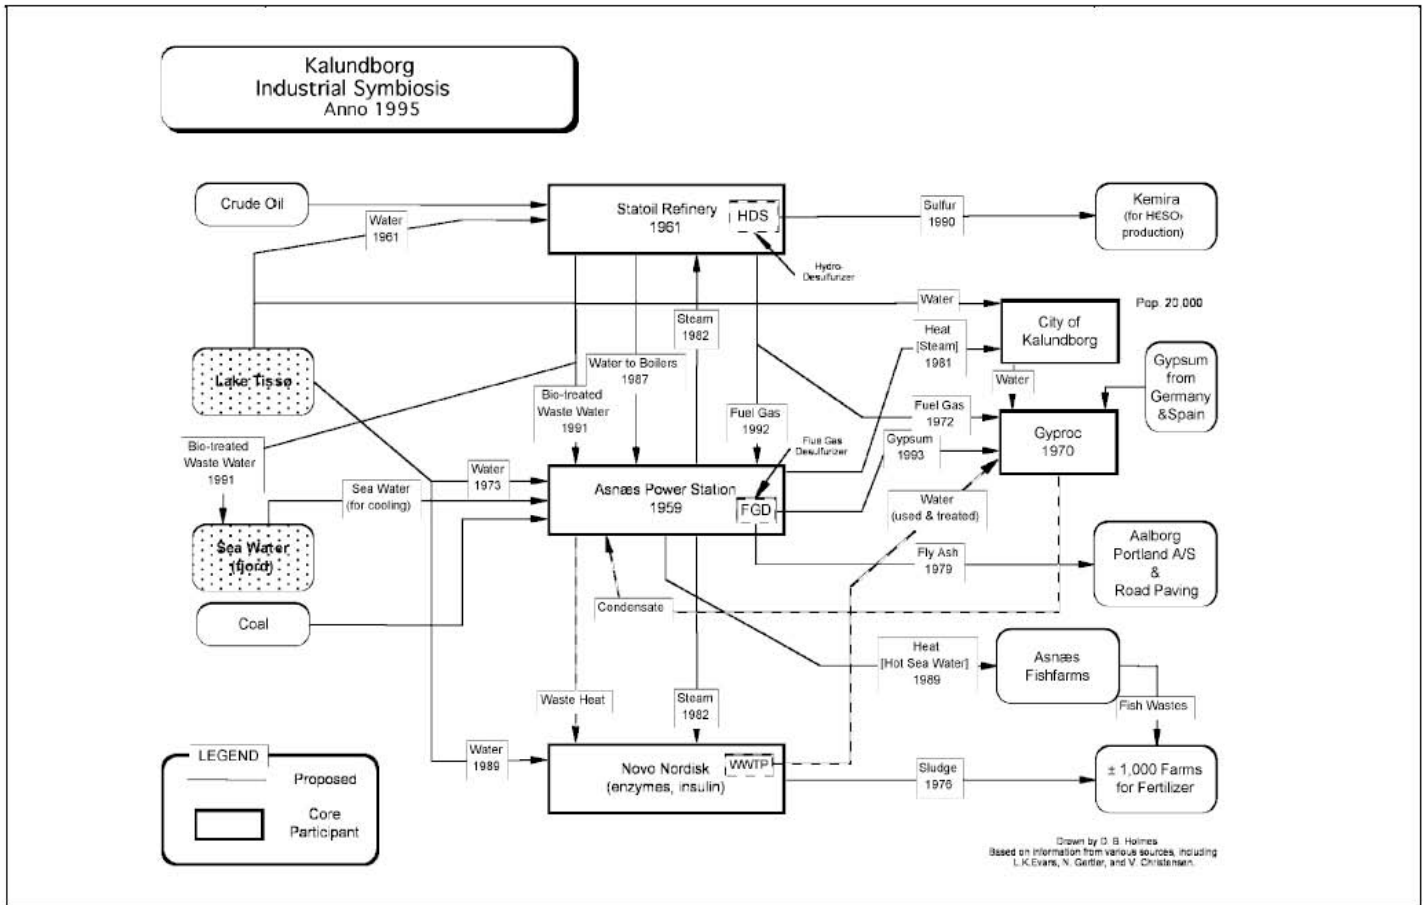 Kalundborg
Industrial Symbiosis
Anno 1995
Crude Oil
Water
1961
Statoil Refinery
1961
HDS
Sulfur
1990
Kemira
(for H€SO›
production)
Hydro-
Desulfurizer
Water
Pop. 20,000
City of
Kalundborg
Steam
1982
Heat
[Steam]
1981
Lake Tissø
Water to Boilers
1987
Water
Gypsum
from
Germany
&Spain
Bio-treated
Waste Water
1991
Fuel Gas
1992
Fuel Gas
1972
Gyproc
1970
Bio-treated
Waste Water
1991
Flue Gas
Desulfurizer
Gypsum
1993
Water
1973
Sea Water
(for cooling)
Asnæs Power Station
1959
FGD
Water
(used & treated)
Sea Water
(fjord)
Fly Ash
1979
Aalborg
Portland A/S
&
Road Paving
Coal
Condensate
Heat
[Hot Sea Water]
1989
Asnæs
Fishfarms
Waste Heat
Steam
1982
Fish Wastes
Water
1989
Novo Nordisk
(enzymes, insulin)
WWTP
Sludge
1976
± 1,000 Farms
for Fertilizer
LEGEND
Proposed
Core
Participant
Drawn by D. B. Holmes
Based on information from various sources, including
L.K.Evans, N. Gertler, and V. Christensen.